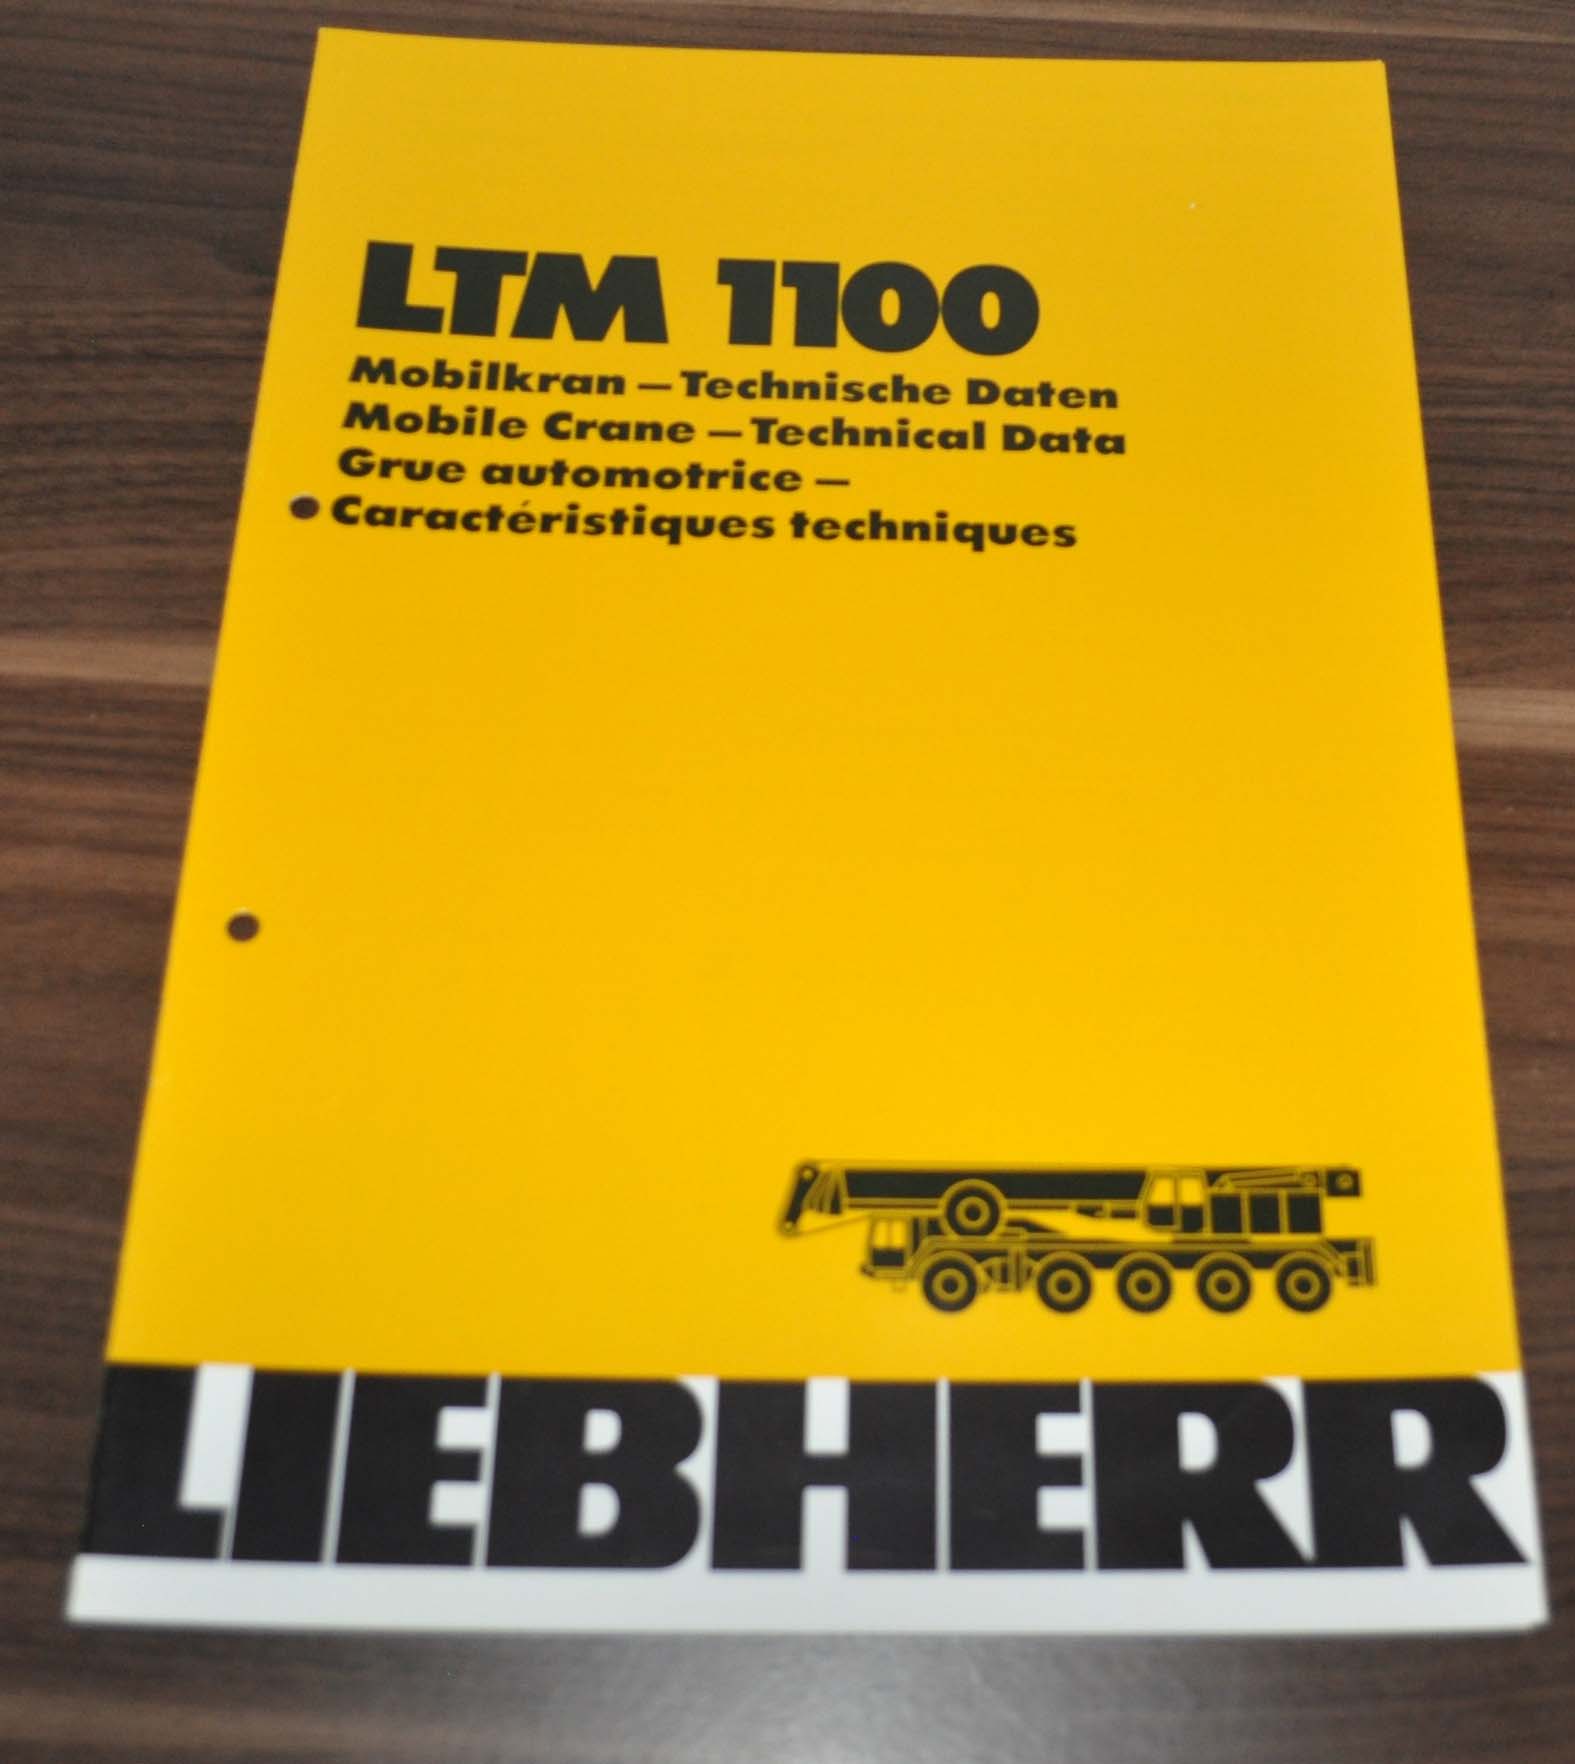 LTM 1100
Mobilkran – Technische Daten
Mobile Crane – Technical Data
Grue automotrice –
Caractéristiques techniques
LIEBHERR